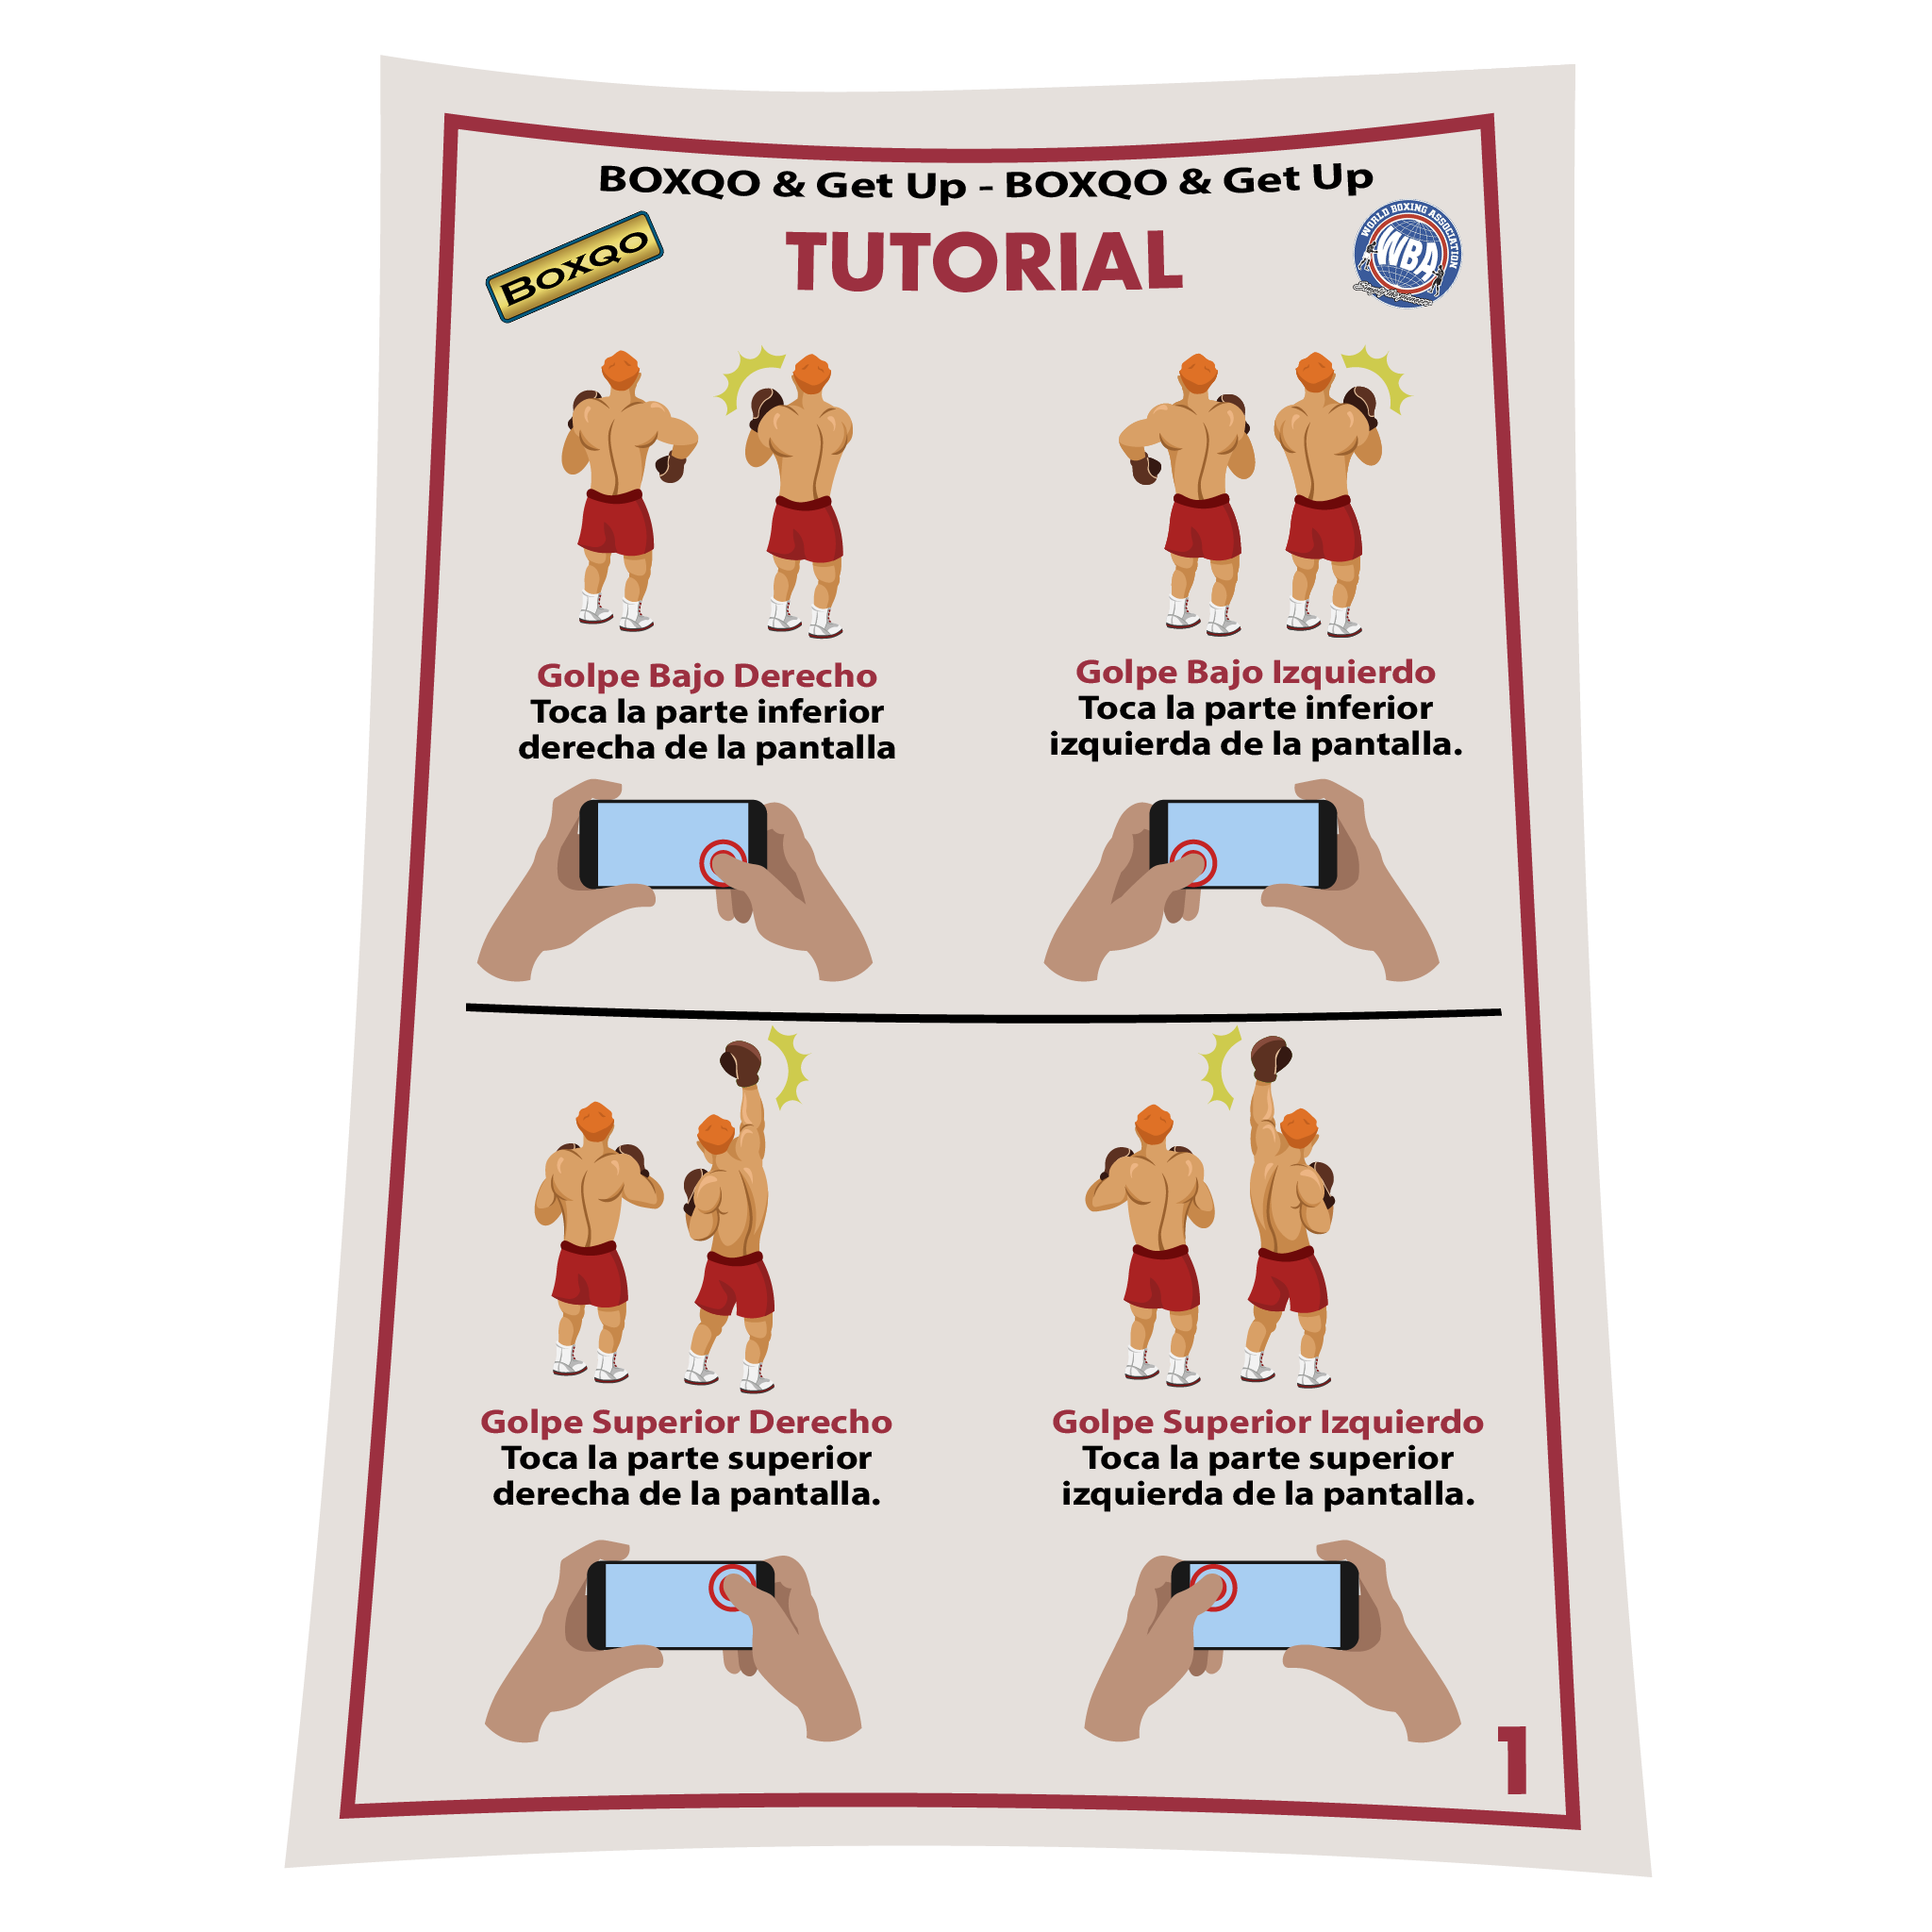 BOXQO & Get Up - BOXQO & Get Up
BOXQO
TUTORIAL
WORLD BOXING ASSOCIATION
WBA
Golpe Bajo Derecho
Toca la parte inferior
derecha de la pantalla
Golpe Bajo Izquierdo
Toca la parte inferior
izquierda de la pantalla.
Golpe Superior Derecho
Toca la parte superior
derecha de la pantalla.
Golpe Superior Izquierdo
Toca la parte superior
izquierda de la pantalla.
1